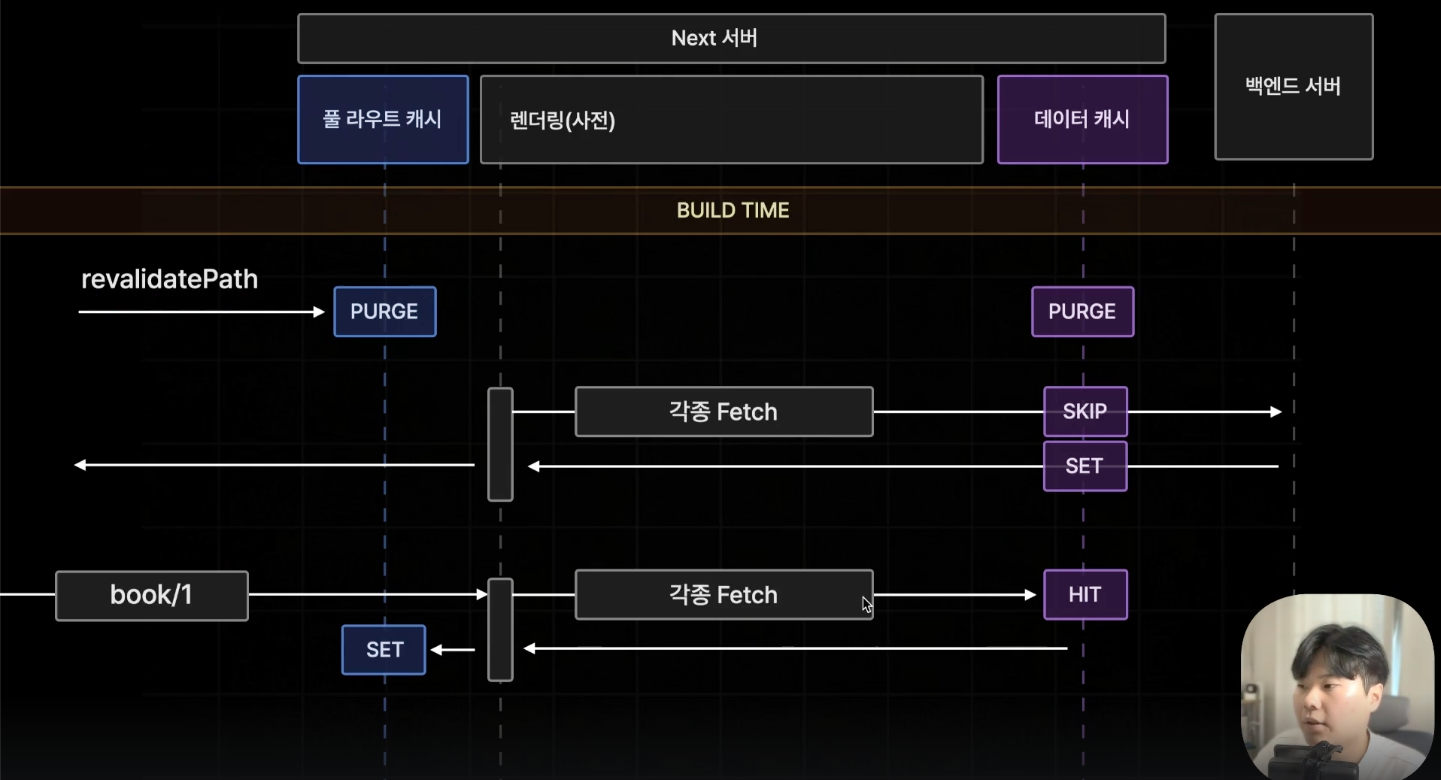 Next 서버
백엔드 서버
풀 라우트 캐시
렌더링(사전)
데이터 캐시
BUILD TIME
revalidatePath
PURGE
PURGE
각종 Fetch
SKIP
SET
book/1
각종 Fetch
HIT
SET